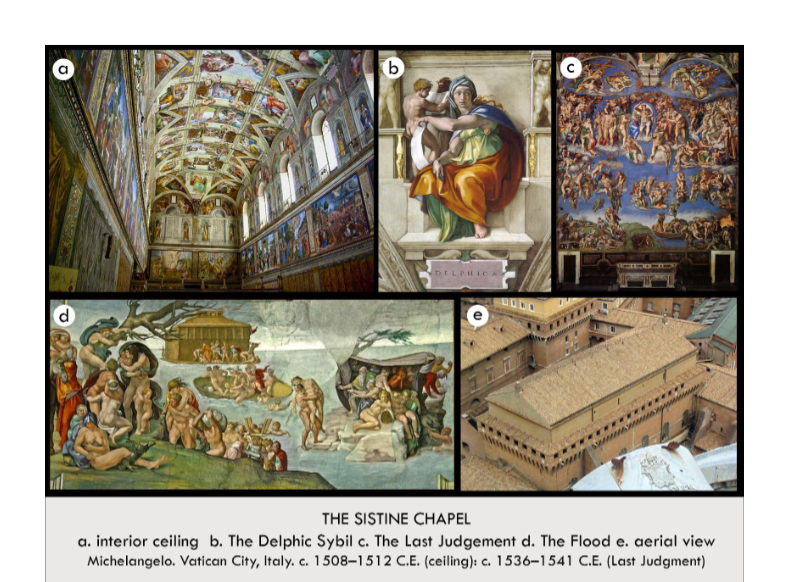 a
b
c
DELPHICA
d
e
THE SISTINE CHAPEL
a. interior ceiling b. The Delphic Sybil c. The Last Judgement d. The Flood e. aerial view
Michelangelo. Vatican City, Italy. c. 1508–1512 C.E. (ceiling): c. 1536–1541 C.E. (Last Judgment)